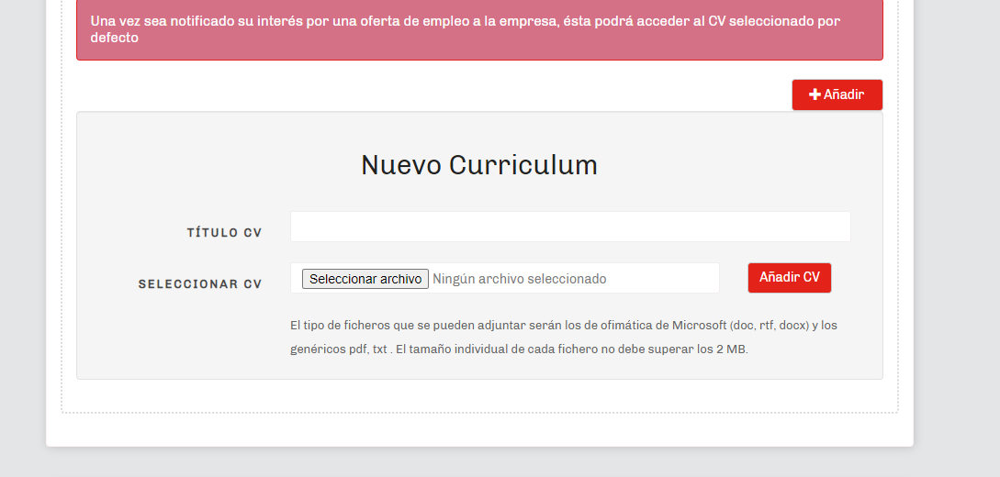 Una vez sea notificado su interés por una oferta de empleo a la empresa, ésta podrá acceder al CV seleccionado por
defecto
Añadir
Nuevo Curriculum
TÍTULO CV
SELECCIONAR CV
Seleccionar archivo Ningún archivo seleccionado
Añadir CV
El tipo de ficheros que se pueden adjuntar serán los de ofimática de Microsoft (doc, rtf, docx) y los
genéricos pdf, txt . El tamaño individual de cada fichero no debe superar los 2 MB.